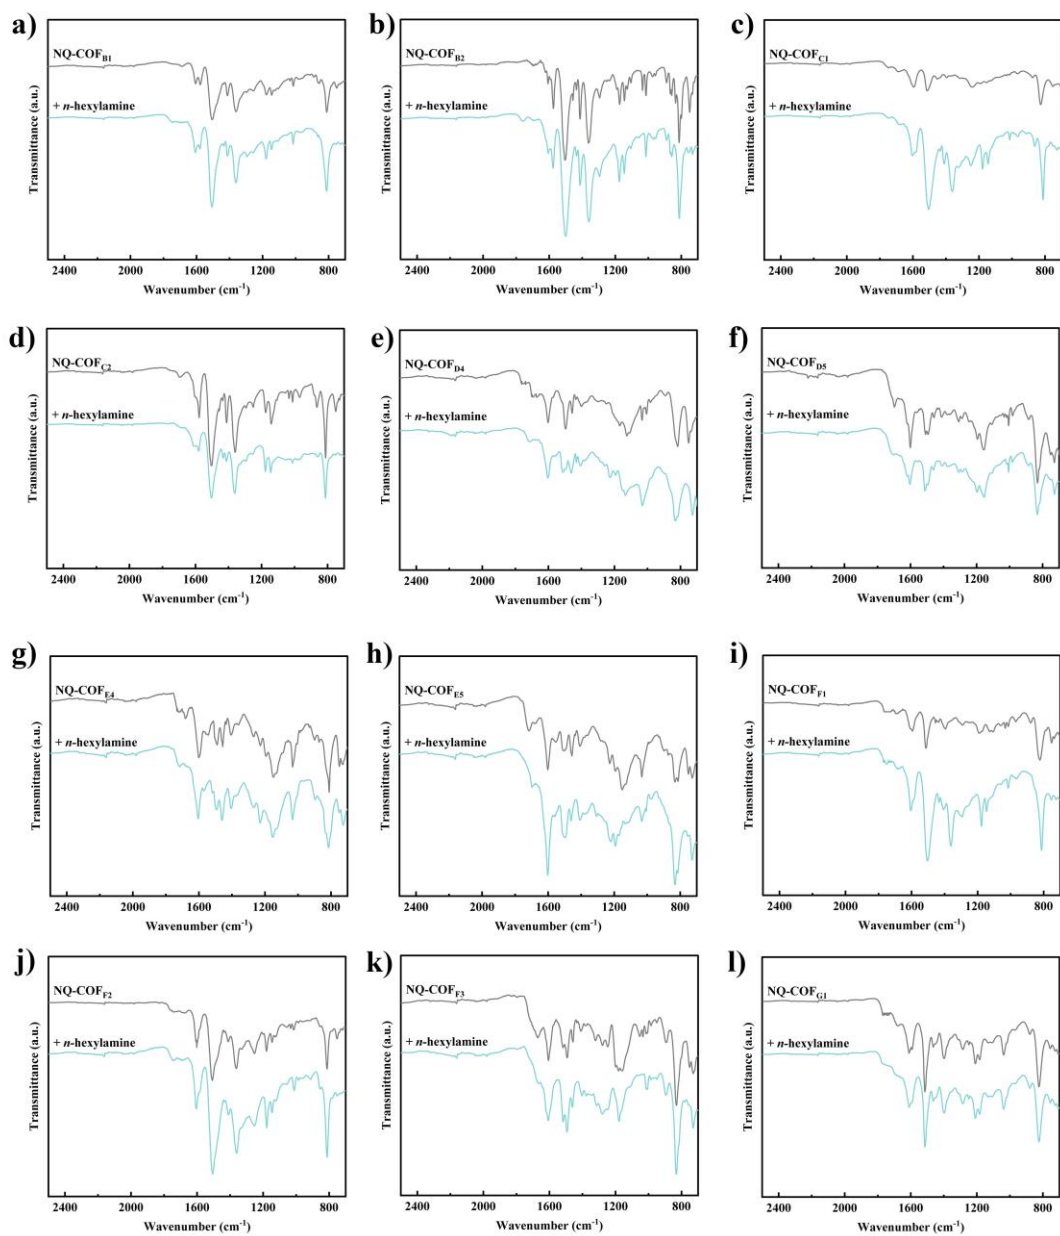 a)
NQ-COF_B1
+ n-hexylamine
Transmittance (a.u.)
2400 2000 1600 1200 800
Wavenumber (cm⁻¹)
b)
NQ-COF_B2
+ n-hexylamine
Transmittance (a.u.)
2400 2000 1600 1200 800
Wavenumber (cm⁻¹)
c)
NQ-COF_C1
+ n-hexylamine
Transmittance (a.u.)
2400 2000 1600 1200 800
Wavenumber (cm⁻¹)
d)
NQ-COF_C2
+ n-hexylamine
Transmittance (a.u.)
2400 2000 1600 1200 800
Wavenumber (cm⁻¹)
e)
NQ-COF_D4
+ n-hexylamine
Transmittance (a.u.)
2400 2000 1600 1200 800
Wavenumber (cm⁻¹)
f)
NQ-COF_D5
+ n-hexylamine
Transmittance (a.u.)
2400 2000 1600 1200 800
Wavenumber (cm⁻¹)
g)
NQ-COF_E4
+ n-hexylamine
Transmittance (a.u.)
2400 2000 1600 1200 800
Wavenumber (cm⁻¹)
h)
NQ-COF_E5
+ n-hexylamine
Transmittance (a.u.)
2400 2000 1600 1200 800
Wavenumber (cm⁻¹)
i)
NQ-COF_F1
+ n-hexylamine
Transmittance (a.u.)
2400 2000 1600 1200 800
Wavenumber (cm⁻¹)
j)
NQ-COF_F2
+ n-hexylamine
Transmittance (a.u.)
2400 2000 1600 1200 800
Wavenumber (cm⁻¹)
k)
NQ-COF_F3
+ n-hexylamine
Transmittance (a.u.)
2400 2000 1600 1200 800
Wavenumber (cm⁻¹)
l)
NQ-COF_G1
+ n-hexylamine
Transmittance (a.u.)
2400 2000 1600 1200 800
Wavenumber (cm⁻¹)